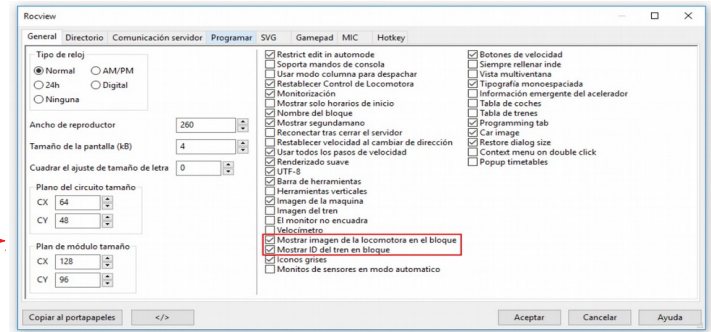 Rocview
General Directorio Comunicación servidor Programar SVG Gamepad MIC Hotkey
Tipo de reloj
Normal AM/PM
24h Digital
Ninguna
Ancho de reproductor 260
Tamaño de la pantalla (kB) 4
Cuadrar el ajuste de tamaño de letra 0
Plano del circuito tamaño
CX 64
CY 48
Plan de módulo tamaño
CX 128
CY 96
Restrict edit in automode
Soporta mandos de consola
Usar modo columna para despachar
Restablecer Control de Locomotora
Monitorización
Mostrar solo horarios de inicio
Nombre del bloque
Mostrar segundamano
Reconectar tras cerrar el servidor
Restablecer velocidad al cambiar de dirección
Usar todos los pasos de velocidad
Renderizado suave
UTF-8
Barra de herramientas
Herramientas verticales
Imagen de la maquina
Imagen del tren
El monitor no encuadra
Velocímetro
Mostrar imagen de la locomotora en el bloque
Mostrar ID del tren en bloque
Iconos grises
Monitos de sensores en modo automatico
Botones de velocidad
Siempre rellenar inde
Vista multiventana
Tipografía monoespaciada
Información emergente del acelerador
Tabla de coches
Tabla de trenes
Programming tab
Car image
Restore dialog size
Context menu on double click
Popup timetables
Copiar al portapapeles </> Aceptar Cancelar Ayuda